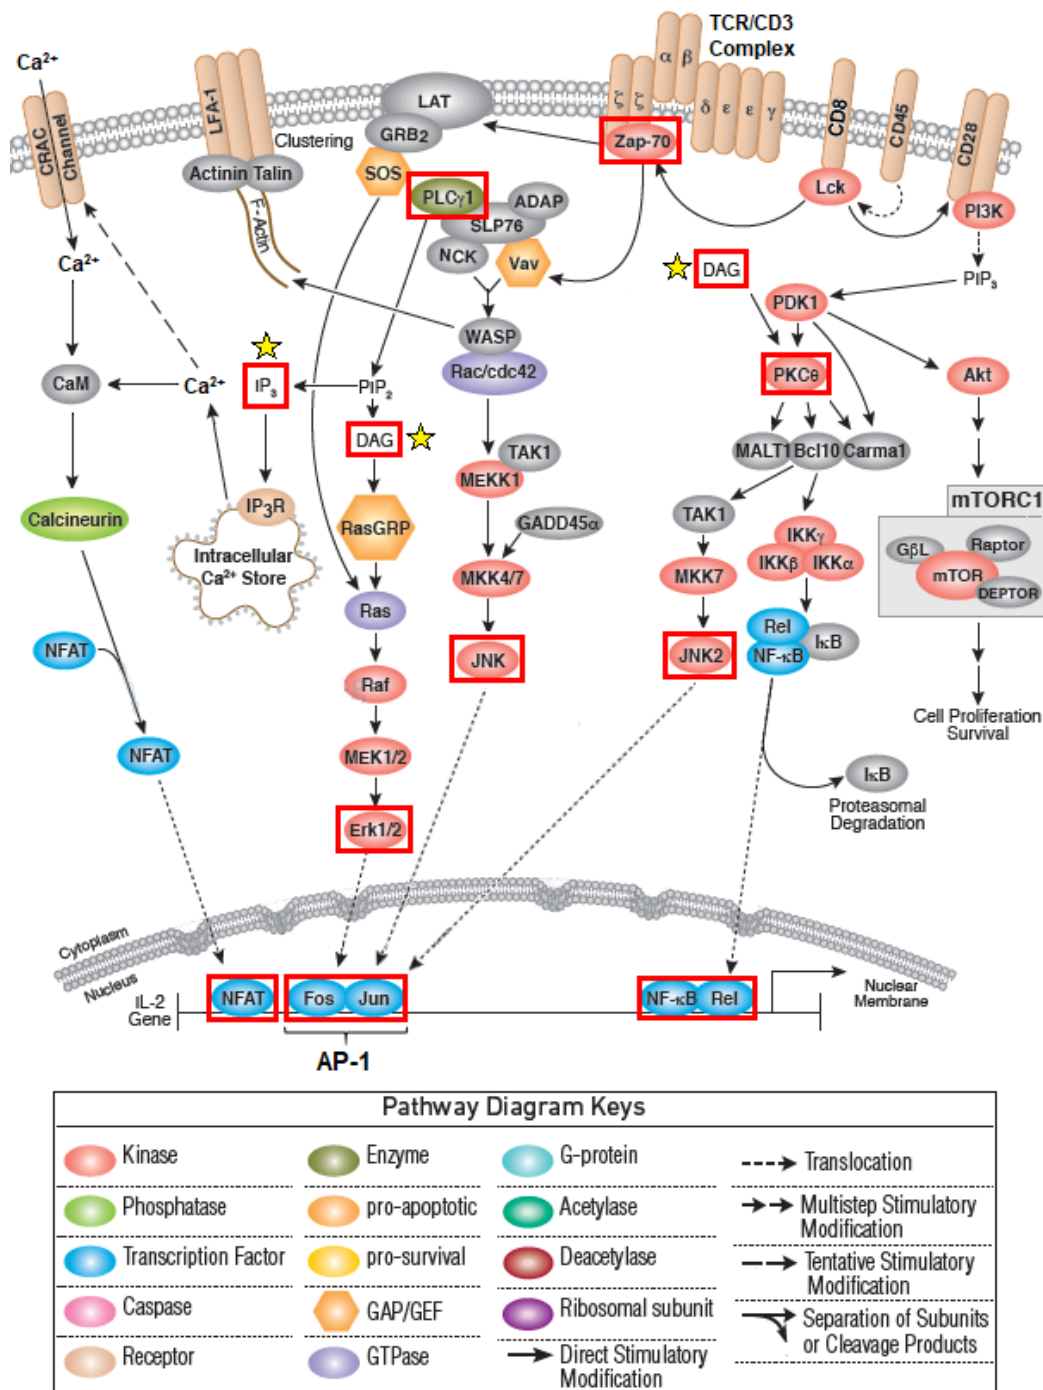 TCR/CD3
Complex
Ca²⁺
CRAC
Channel
LFA-1
Clustering
Actinin
Talin
F-Actin
LAT
GRB₂
SOS
PLCγ1
ADAP
SLP76
NCK
Vav
WASP
Rac/cdc42
α
β
ζ
ζ
δ
ε
ε
γ
Zap-70
CD8
CD45
CD28
Lck
PI3K
PIP₃
DAG
PDK1
PKCθ
Akt
Ca²⁺
CaM
Ca²⁺
IP₃
PIP₂
DAG
IP₃R
Intracellular
Ca²⁺ Store
RasGRP
Ras
Raf
MEK1/2
Erk1/2
TAK1
MEKK1
GADD45α
MKK4/7
JNK
MALT1
Bcl10
Carma1
TAK1
MKK7
JNK2
IKKγ
IKKβ
IKKα
Rel
NF-κB
IκB
mTORC1
GβL
Raptor
mTOR
DEPTOR
Cell Proliferation
Survival
IκB
Proteasomal
Degradation
Calcineurin
NFAT
NFAT
Cytoplasm
Nucleus
IL-2
Gene
NFAT
Fos
Jun
AP-1
NF-κB
Rel
Nuclear
Membrane
Pathway Diagram Keys
Kinase
Phosphatase
Transcription Factor
Caspase
Receptor
Enzyme
pro-apoptotic
pro-survival
GAP/GEF
GTPase
G-protein
Acetylase
Deacetylase
Ribosomal subunit
Direct Stimulatory
Modification
Translocation
Multistep Stimulatory
Modification
Tentative Stimulatory
Modification
Separation of Subunits
or Cleavage Products